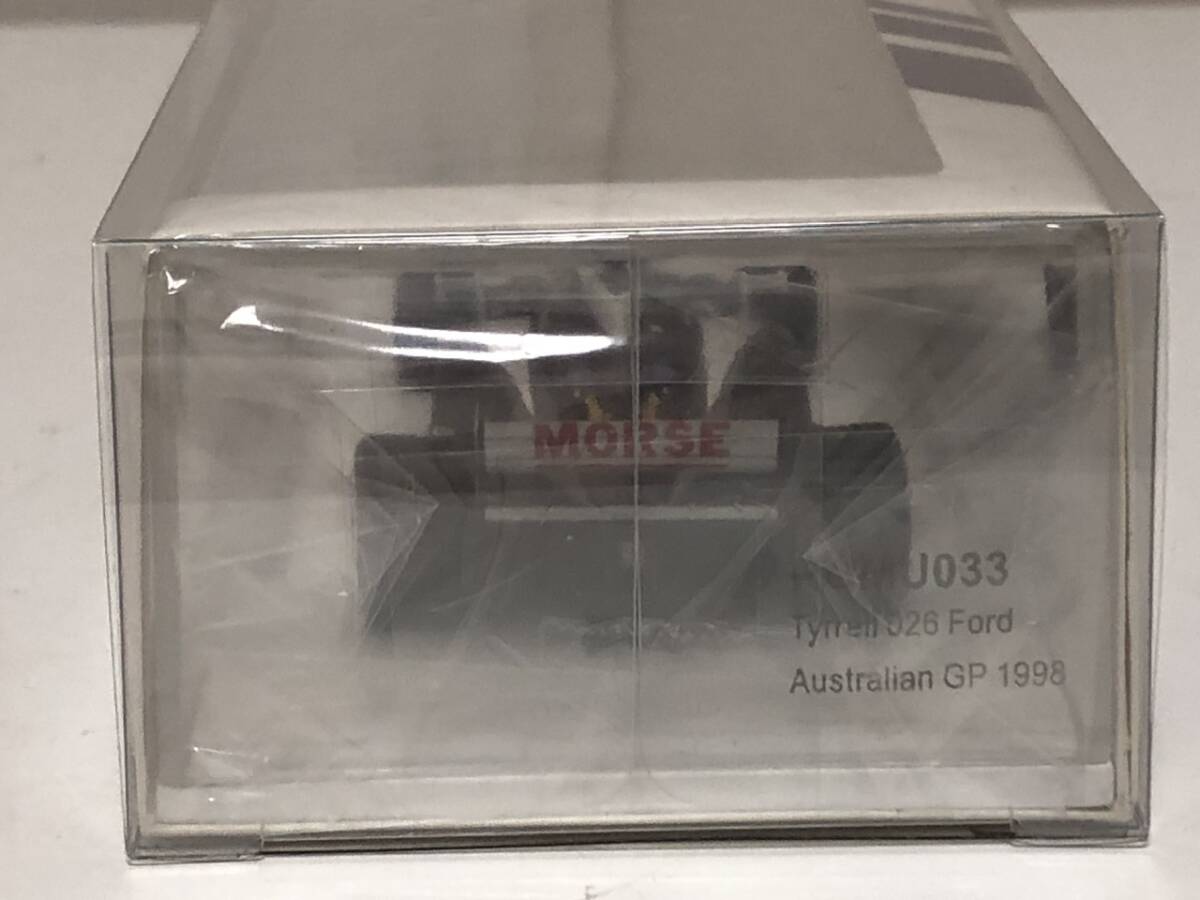 MORSE
U033
Tyrrell 026 Ford
Australian GP 1998